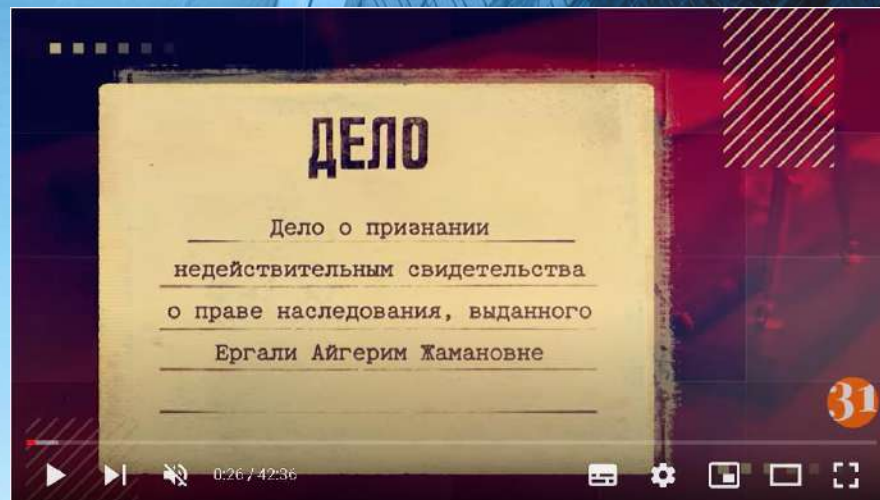 ДЕЛО
Дело о признании
недействительным свидетельства
о праве наследования, выданного
Ергали Айгерим Жамановне
31
0:26 / 42:36